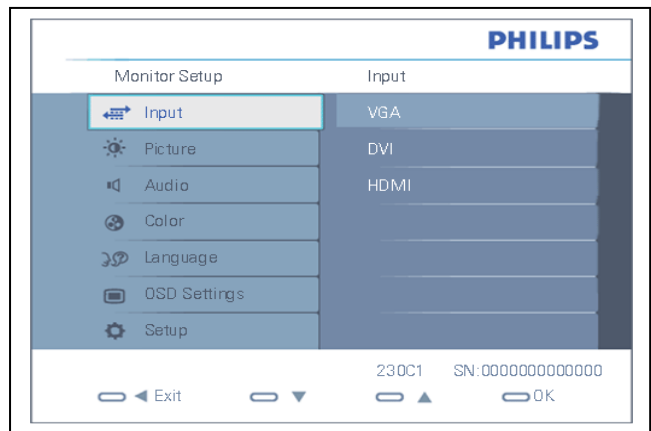 PHILIPS
Monitor Setup Input
Input VGA
Picture DVI
Audio HDMI
Color
Language
OSD Settings
Setup
230C1 SN:0000000000000
◄ Exit ▼ ▲ OK